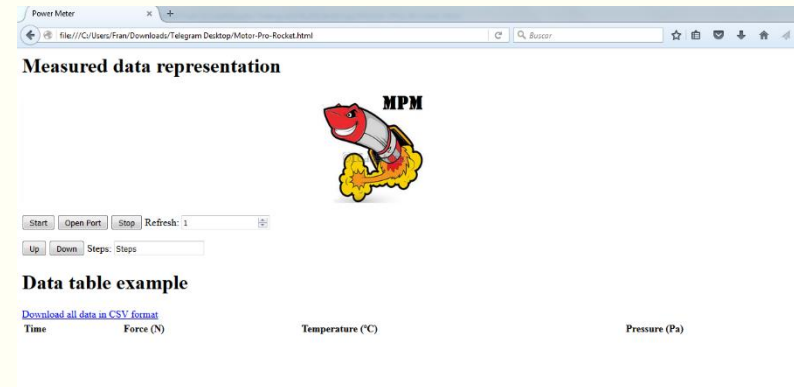 Power Meter
file:///C:/Users/Fran/Downloads/Telegram Desktop/Motor-Pro-Rocket.html
Buscar
Measured data representation
MPM
Start Open Port Stop Refresh: 1
Up Down Steps: Steps
Data table example
Download all data in CSV format
Time Force (N) Temperature (ºC) Pressure (Pa)